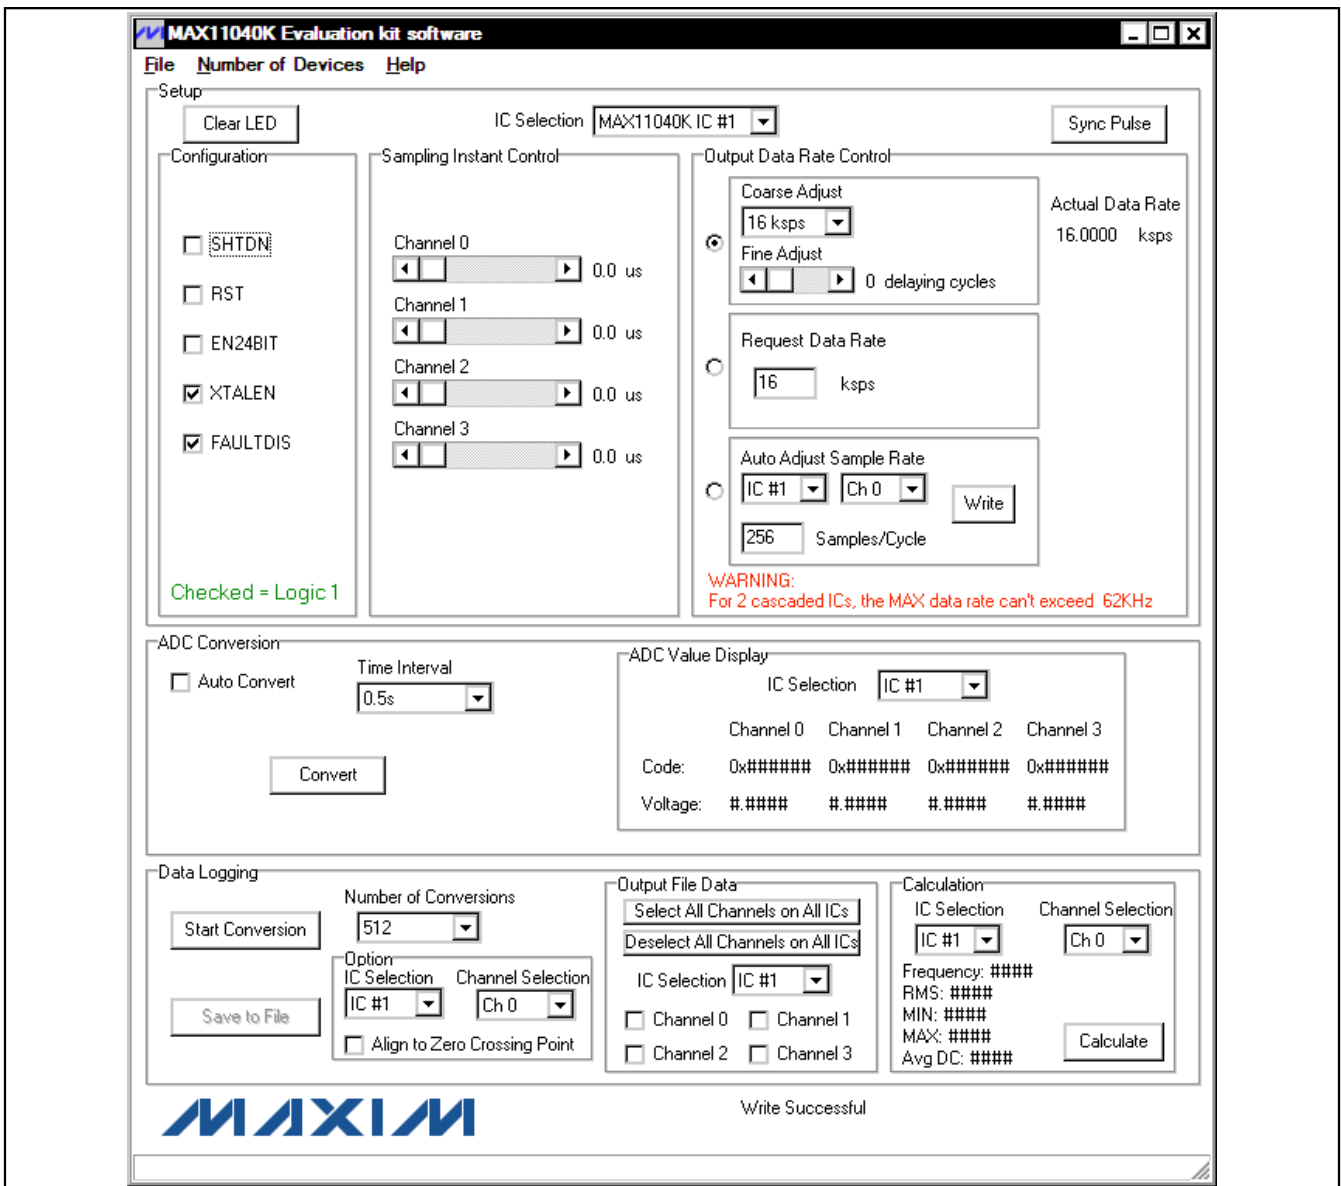 MAX11040K Evaluation kit software
File Number of Devices Help
Setup
Clear LED
IC Selection MAX11040K IC #1
Sync Pulse
Configuration
SHTDN
RST
EN24BIT
XTALEN
FAULTDIS
Checked = Logic 1
Sampling Instant Control
Channel 0
0.0 us
Channel 1
0.0 us
Channel 2
0.0 us
Channel 3
0.0 us
Output Data Rate Control
Coarse Adjust
16 ksps
Fine Adjust
0 delaying cycles
Actual Data Rate
16.0000 ksps
Request Data Rate
16 ksps
Auto Adjust Sample Rate
IC #1 Ch 0
Write
256 Samples/Cycle
WARNING:
For 2 cascaded ICs, the MAX data rate can't exceed 62KHz
ADC Conversion
Auto Convert
Time Interval
0.5s
Convert
ADC Value Display
IC Selection IC #1
Channel 0 Channel 1 Channel 2 Channel 3
Code: 0x###### 0x###### 0x###### 0x######
Voltage: #.#### #.#### #.#### #.####
Data Logging
Start Conversion
Save to File
Number of Conversions
512
Option
IC Selection Channel Selection
IC #1 Ch 0
Align to Zero Crossing Point
Output File Data
Select All Channels on All ICs
Deselect All Channels on All ICs
IC Selection IC #1
Channel 0 Channel 1
Channel 2 Channel 3
Calculation
IC Selection Channel Selection
IC #1 Ch 0
Frequency: ####
RMS: ####
MIN: ####
MAX: ####
Avg DC: ####
Calculate
MAXIM
Write Successful